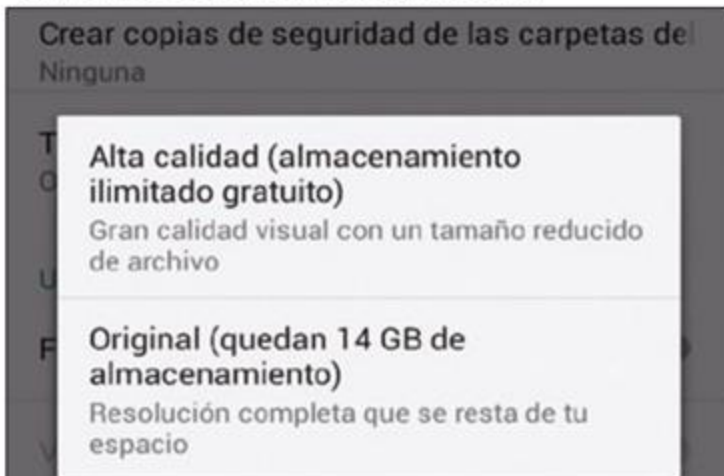 Crear copias de seguridad de las carpetas del
Ninguna
T
O
Alta calidad (almacenamiento
ilimitado gratuito)
Gran calidad visual con un tamaño reducido
de archivo
U
F
Original (quedan 14 GB de
almacenamiento)
Resolución completa que se resta de tu
espacio
V